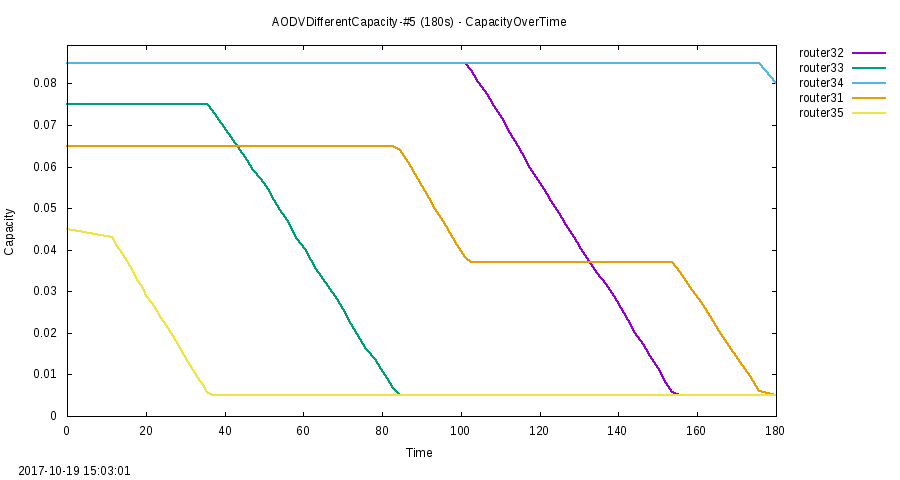 AODVDifferentCapacity-#5 (180s) - CapacityOverTime
router32
router33
router34
router31
router35
Capacity
0.08
0.07
0.06
0.05
0.04
0.03
0.02
0.01
0
0 20 40 60 80 100 120 140 160 180
Time
2017-10-19 15:03:01